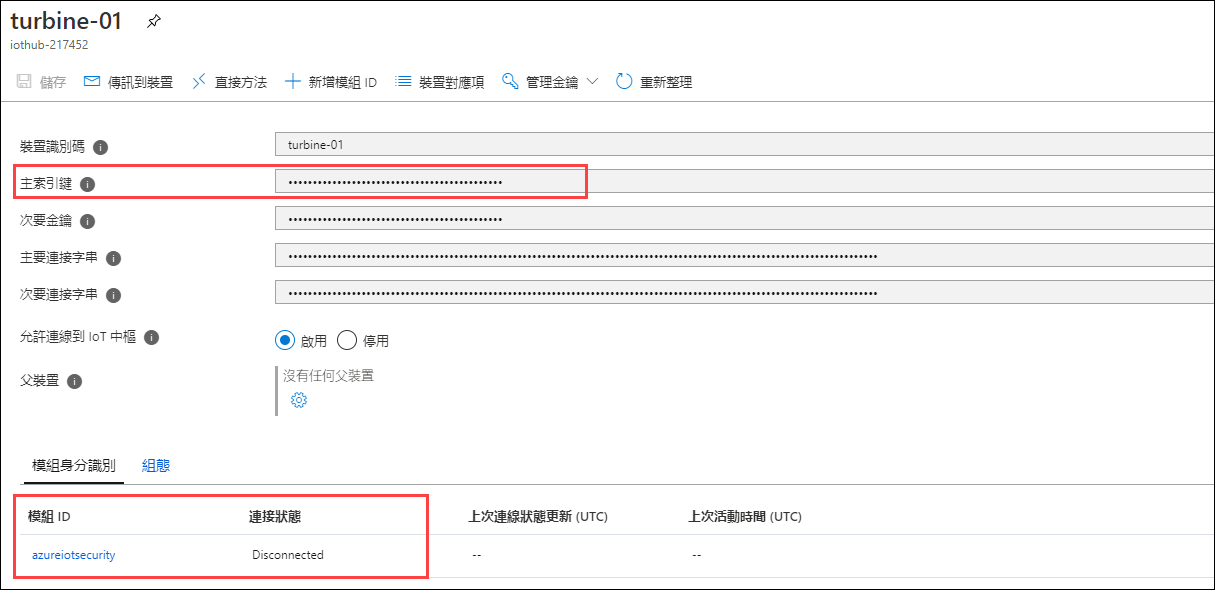 turbine-01
iothub-217452
儲存 傳訊到裝置 直接方法 新增模組 ID 裝置對應項 管理金鑰 重新整理
裝置識別碼 turbine-01
主索引鍵 ••••••••••••••••••••••••••••••••••••••••••••
次要金鑰 ••••••••••••••••••••••••••••••••••••••••••••
主要連接字串 ••••••••••••••••••••••••••••••••••••••••••••••••••••••••••••••••••••••••••••••••••••••••••••••••••••••••••••••••••••••••
次要連接字串 ••••••••••••••••••••••••••••••••••••••••••••••••••••••••••••••••••••••••••••••••••••••••••••••••••••••••••••••••••••••••
允許連線到 IoT 中樞 啟用 停用
父裝置 沒有任何父裝置
模組身分識別 組態
模組 ID 連接狀態 上次連線狀態更新 (UTC) 上次活動時間 (UTC)
azureiotsecurity Disconnected -- --